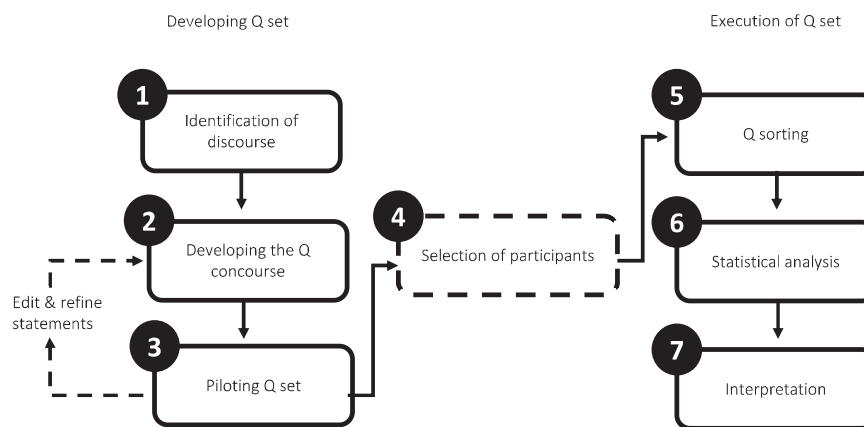 Developing Q set
1
Identification of
discourse
2
Developing the Q
concourse
Edit & refine
statements
3
Piloting Q set
4
Selection of participants
Execution of Q set
5
Q sorting
6
Statistical analysis
7
Interpretation